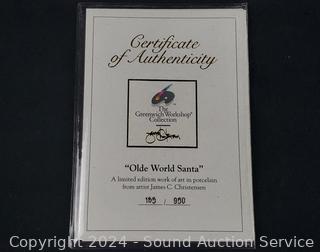 Certificate
of Authenticity
The
Greenwich Workshop®
Collection
"Olde World Santa"
A limited edition work of art in porcelain
from artist James C. Christensen
195 / 950
Copyright © 2024 - Sound Auction Service